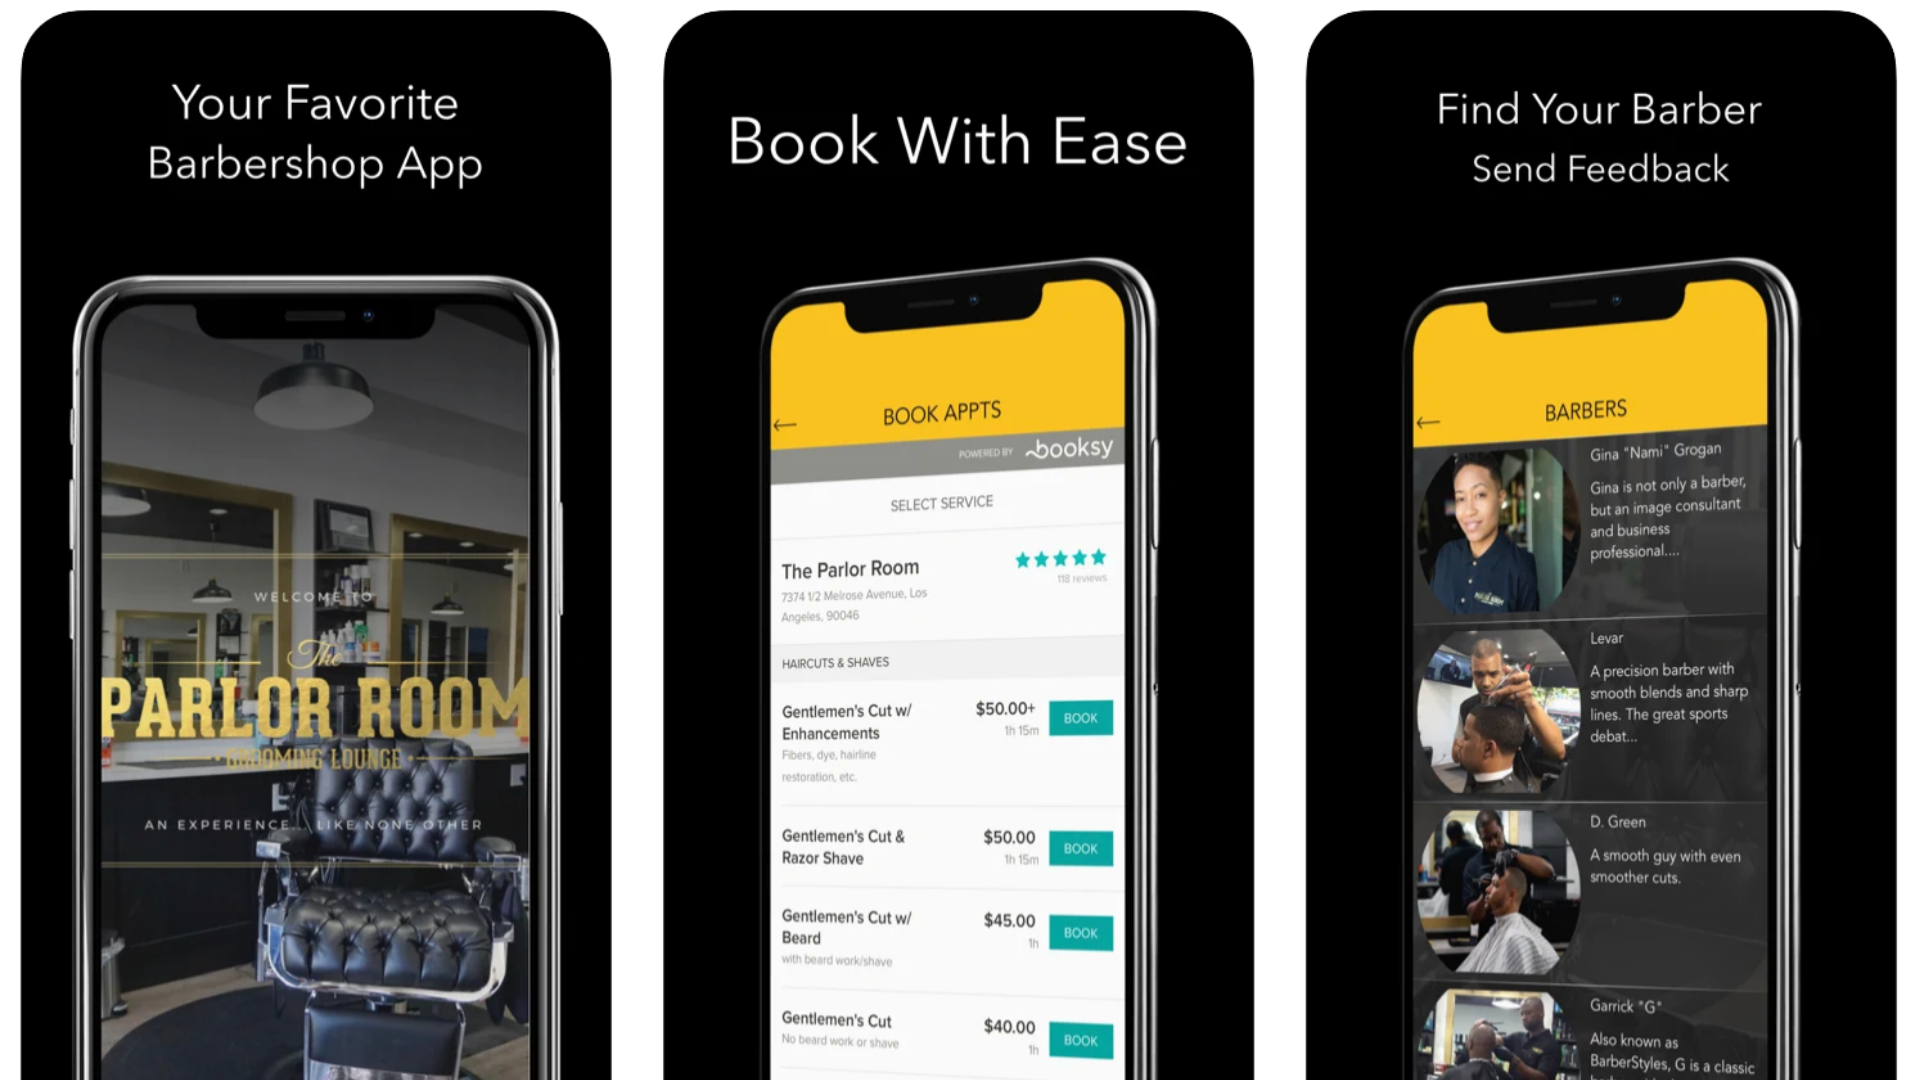 Your Favorite
Barbershop App
WELCOME TO
The
PARLOR ROOM
GROOMING LOUNGE
AN EXPERIENCE... LIKE NONE OTHER
Book With Ease
BOOK APPTS
POWERED BY booksy
SELECT SERVICE
The Parlor Room
118 reviews
7374 1/2 Melrose Avenue, Los
Angeles, 90046
HAIRCUTS & SHAVES
Gentlemen's Cut w/ $50.00+ BOOK
Enhancements 1h 15m
Fibers, dye, hairline
restoration, etc.
Gentlemen's Cut & $50.00 BOOK
Razor Shave 1h 15m
Gentlemen's Cut w/ $45.00 BOOK
Beard 1h
with beard work/shave
Gentlemen's Cut $40.00 BOOK
No beard work or shave 1h
Find Your Barber
Send Feedback
BARBERS
Gina "Nami" Grogan
Gina is not only a barber,
but an image consultant
and business
professional....
Levar
A precision barber with
smooth blends and sharp
lines. The great sports
debat...
D. Green
A smooth guy with even
smoother cuts.
Garrick "G"
Also known as
BarberStyles, G is a classic